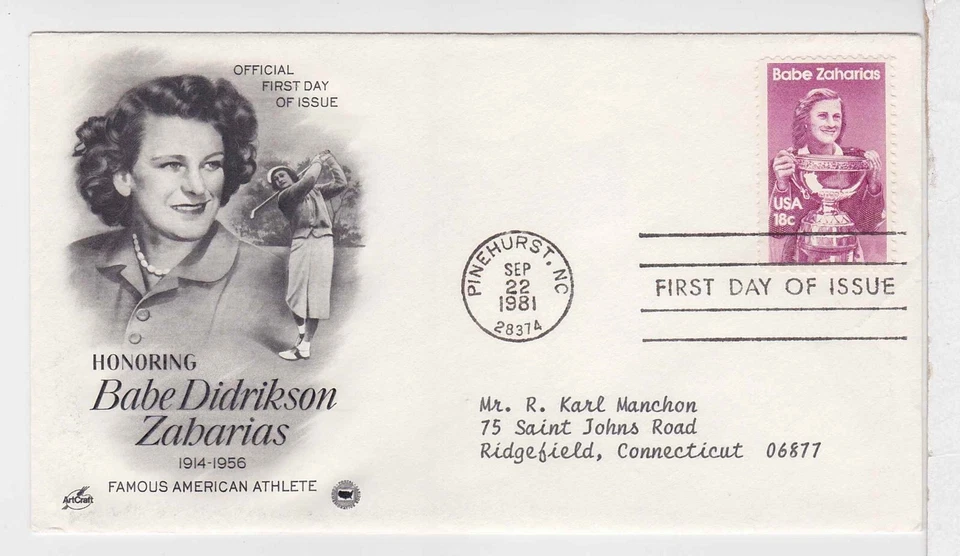 OFFICIAL
FIRST DAY
OF ISSUE
HONORING
Babe Didrikson
Zaharias
1914-1956
FAMOUS AMERICAN ATHLETE
ArtCraft
Babe Zaharias
USA
18c
PINEHURST, NC
SEP
22
1981
28374
FIRST DAY OF ISSUE
Mr. R. Karl Manchon
75 Saint Johns Road
Ridgefield, Connecticut 06877